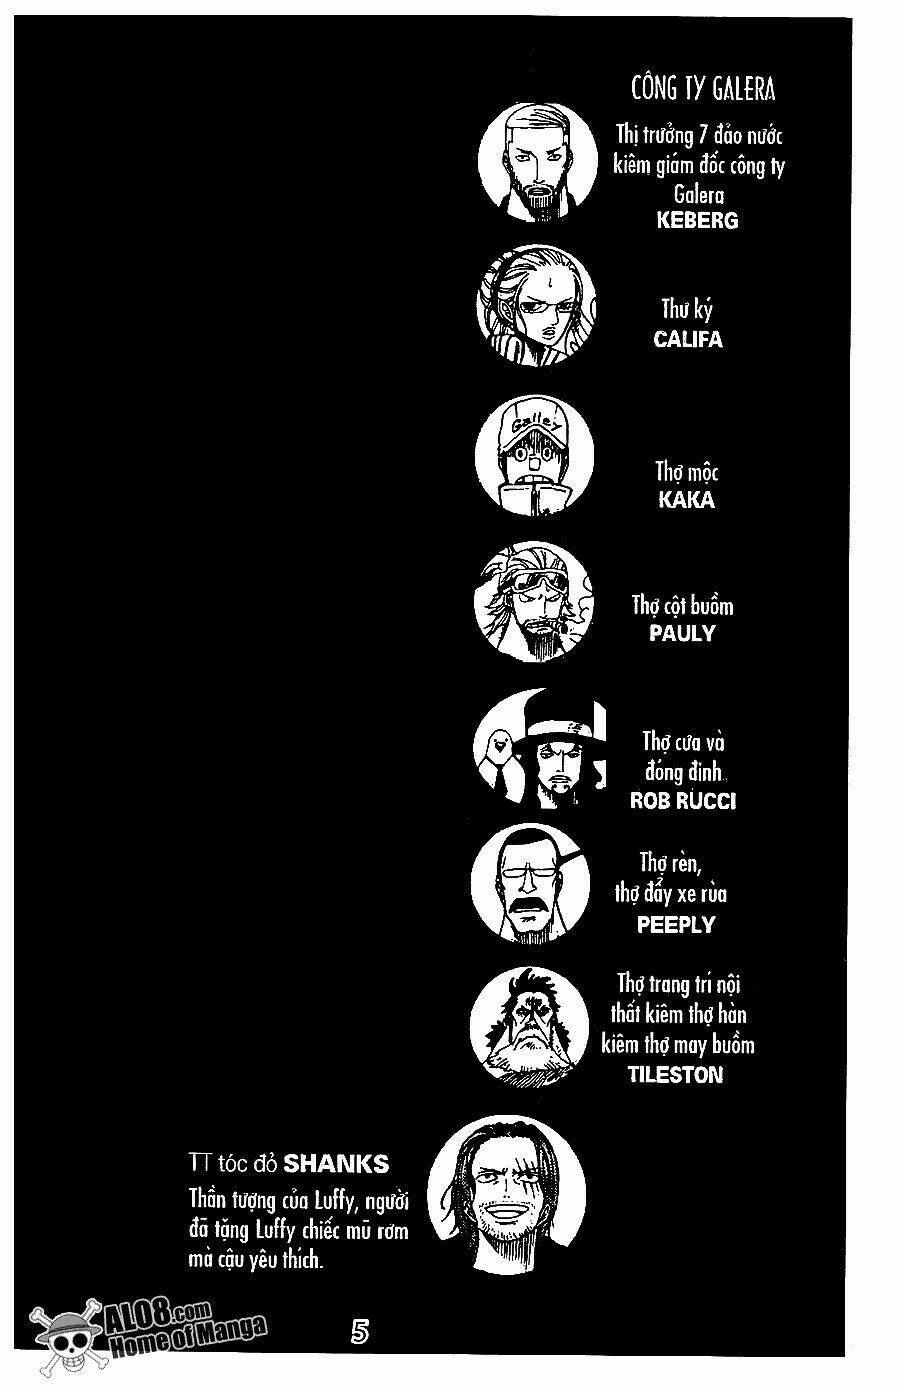 CÔNG TY GALERA
Thị trưởng 7 đảo nước
kiêm giám đốc công ty
Galera
KEBERG
Thư ký
CALIFA
Galley
Thợ mộc
KAKA
Thợ cột buồm
PAULY
Thợ cưa và
đóng đinh
ROB RUCCI
Thợ rèn,
thợ đẩy xe rùa
PEEPLY
Thợ trang trí nội
thất kiêm thợ hàn
kiêm thợ may buồm
TILESTON
TT tóc đỏ SHANKS
Thần tượng của Luffy, người
đã tặng Luffy chiếc mũ rơm
mà cậu yêu thích.
ALO8.com
Home of Manga
5